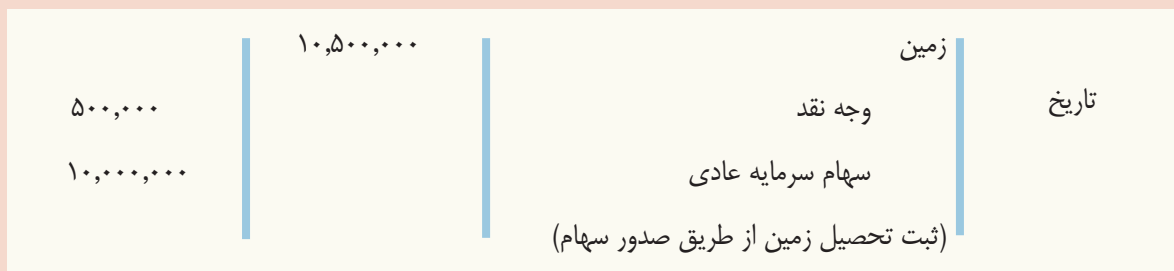 زمین ۱۰,۵۰۰,۰۰۰
تاریخ
وجه نقد ۵۰۰,۰۰۰
سهام سرمایه عادی ۱۰,۰۰۰,۰۰۰
(ثبت تحصیل زمین از طریق صدور سهام)